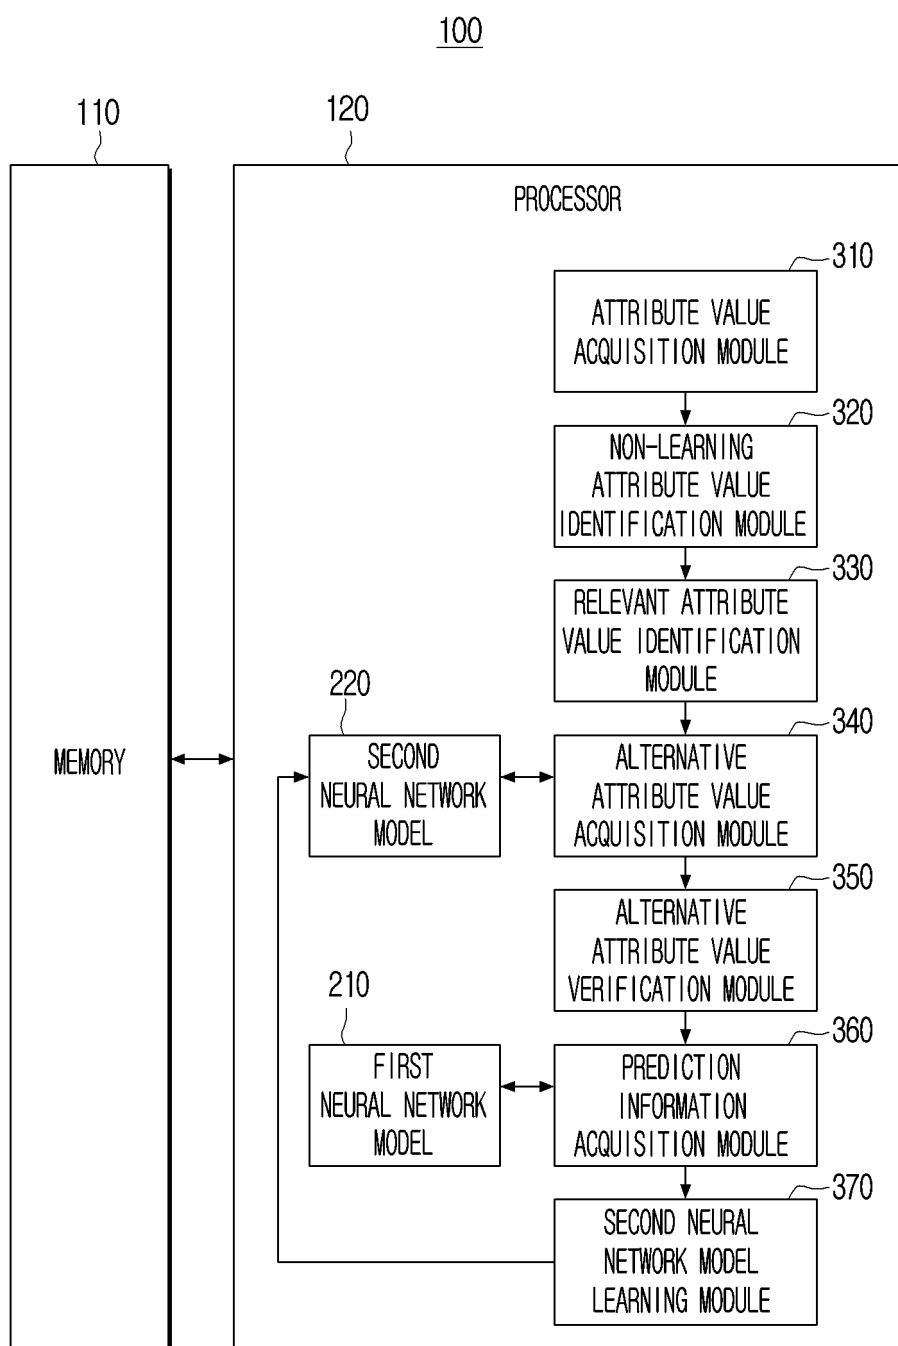 100
110
120
PROCESSOR
310
ATTRIBUTE VALUE
ACQUISITION MODULE
320
NON-LEARNING
ATTRIBUTE VALUE
IDENTIFICATION MODULE
330
RELEVANT ATTRIBUTE
VALUE IDENTIFICATION
MODULE
220
340
MEMORY
SECOND
NEURAL NETWORK
MODEL
ALTERNATIVE
ATTRIBUTE VALUE
ACQUISITION MODULE
350
ALTERNATIVE
ATTRIBUTE VALUE
VERIFICATION MODULE
210
360
FIRST
NEURAL NETWORK
MODEL
PREDICTION
INFORMATION
ACQUISITION MODULE
370
SECOND NEURAL
NETWORK MODEL
LEARNING MODULE